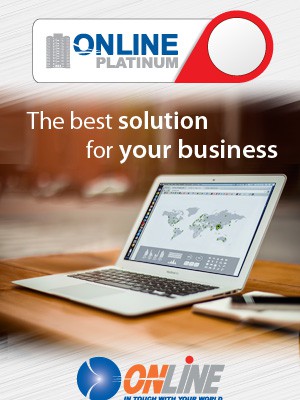 ONLINE
PLATINUM
The best solution
for your business
ONLINE
IN TOUCH WITH YOUR WORLD